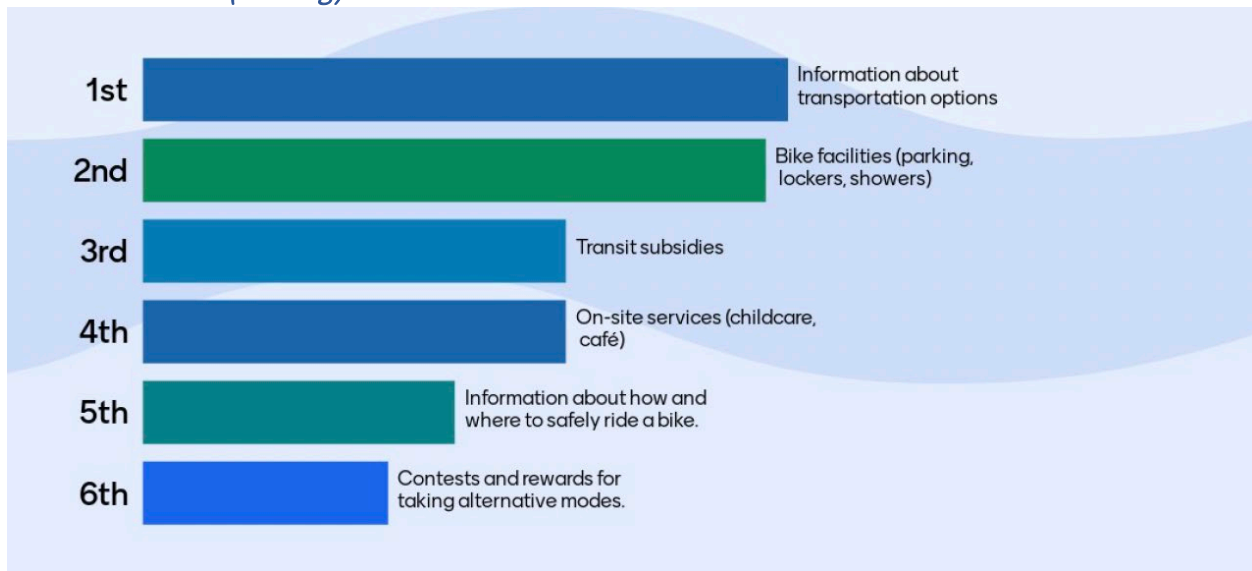 1st
Information about
transportation options
2nd
Bike facilities (parking,
lockers, showers)
3rd
Transit subsidies
4th
On-site services (childcare,
café)
5th
Information about how and
where to safely ride a bike.
6th
Contests and rewards for
taking alternative modes.